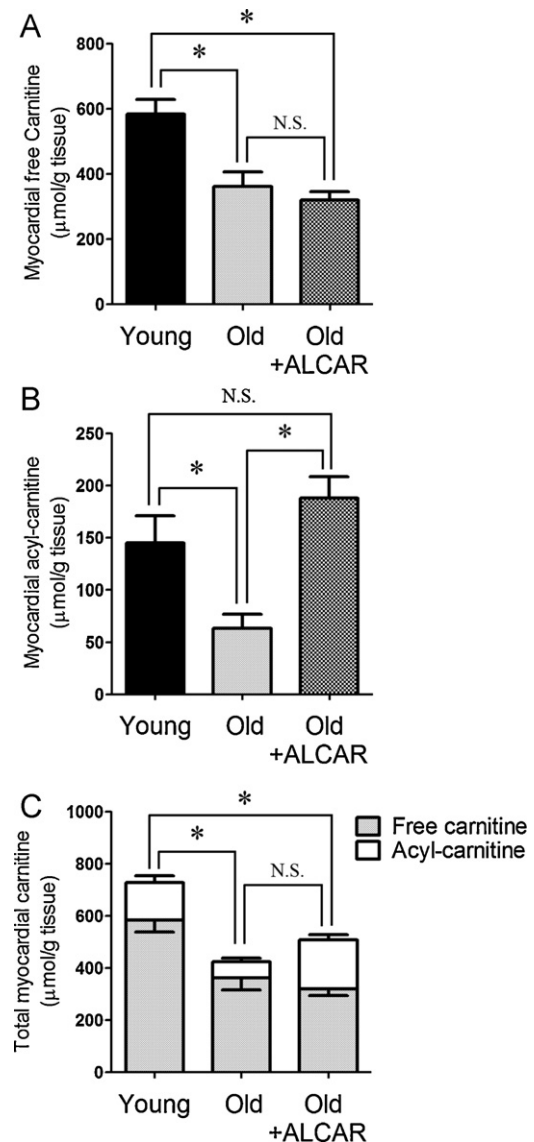 A
Myocardial free Carnitine
(μmol/g tissue)
800
600
400
200
0
*
*
N.S.
Young
Old
Old
+ALCAR
B
Myocardial acyl-carnitine
(μmol/g tissue)
250
200
150
100
50
0
N.S.
*
*
Young
Old
Old
+ALCAR
C
Total myocardial carnitine
(μmol/g tissue)
1000
800
600
400
200
0
*
*
N.S.
Free carnitine
Acyl-carnitine
Young
Old
Old
+ALCAR